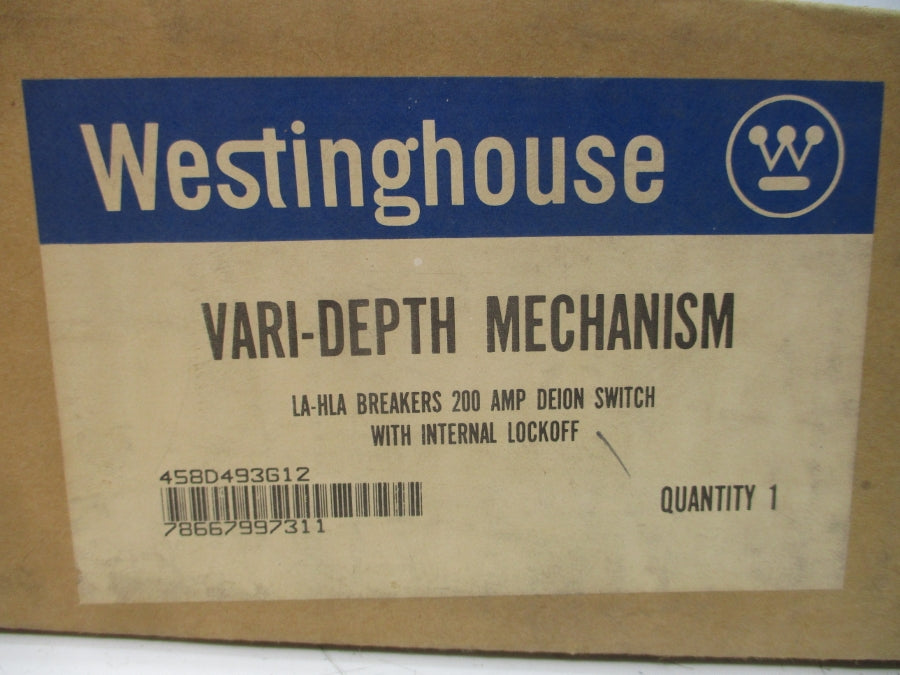 Westinghouse
VARI-DEPTH MECHANISM
LA-HLA BREAKERS 200 AMP DEION SWITCH
WITH INTERNAL LOCKOFF
458D493G12
78667997311
QUANTITY 1